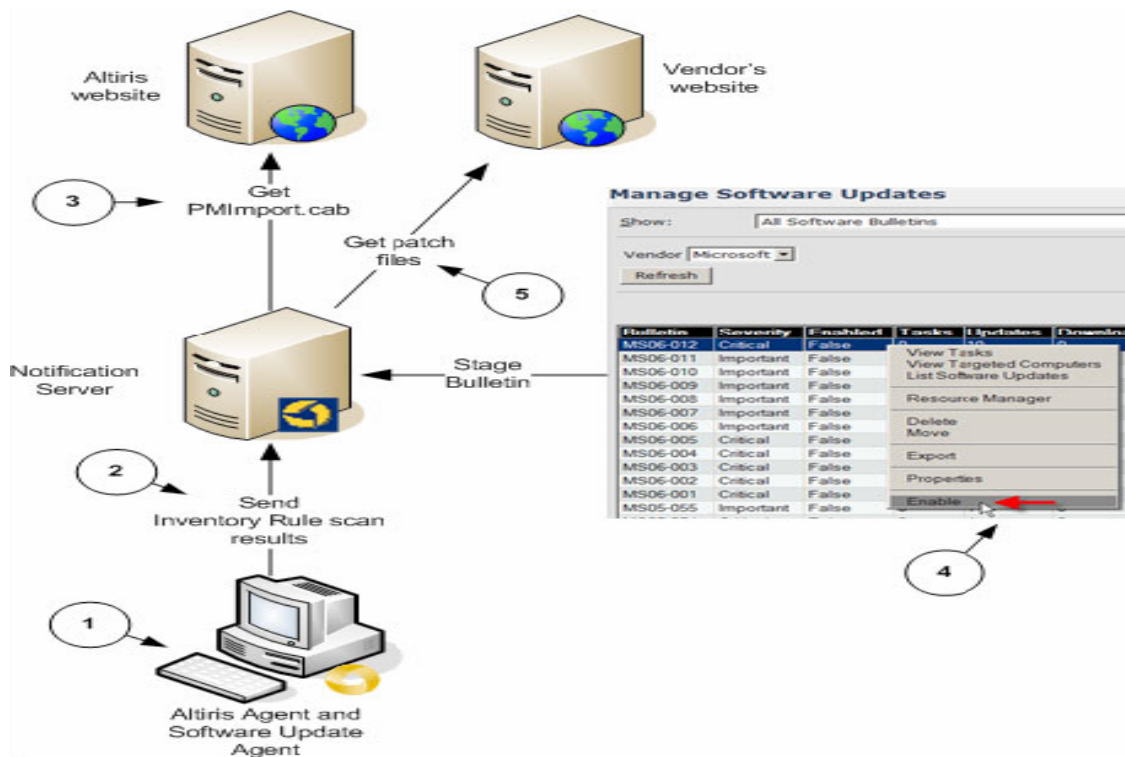 Altiris
website
Vendor's
website
3
Get
PMImport.cab
Get patch
files
5
Manage Software Updates
Show:
All Software Bulletins
Vendor Microsoft
Refresh
Notification
Server
Stage
Bulletin
Bulletin Severity Enabled Tasks Updates Downlo
MS06-012 Critical False 0 10 0
MS06-011 Important False
MS06-010 Important False
MS06-009 Important False
MS06-008 Important False
MS06-007 Important False
MS06-006 Important False
MS06-005 Critical False
MS06-004 Critical False
MS06-003 Critical False
MS06-002 Critical False
MS06-001 Critical False
MS05-055 Important False
View Tasks
View Targeted Computers
List Software Updates
Resource Manager
Delete
Move
Export
Properties
Enable
4
2
Send
Inventory Rule scan
results
1
Altiris Agent and
Software Update
Agent